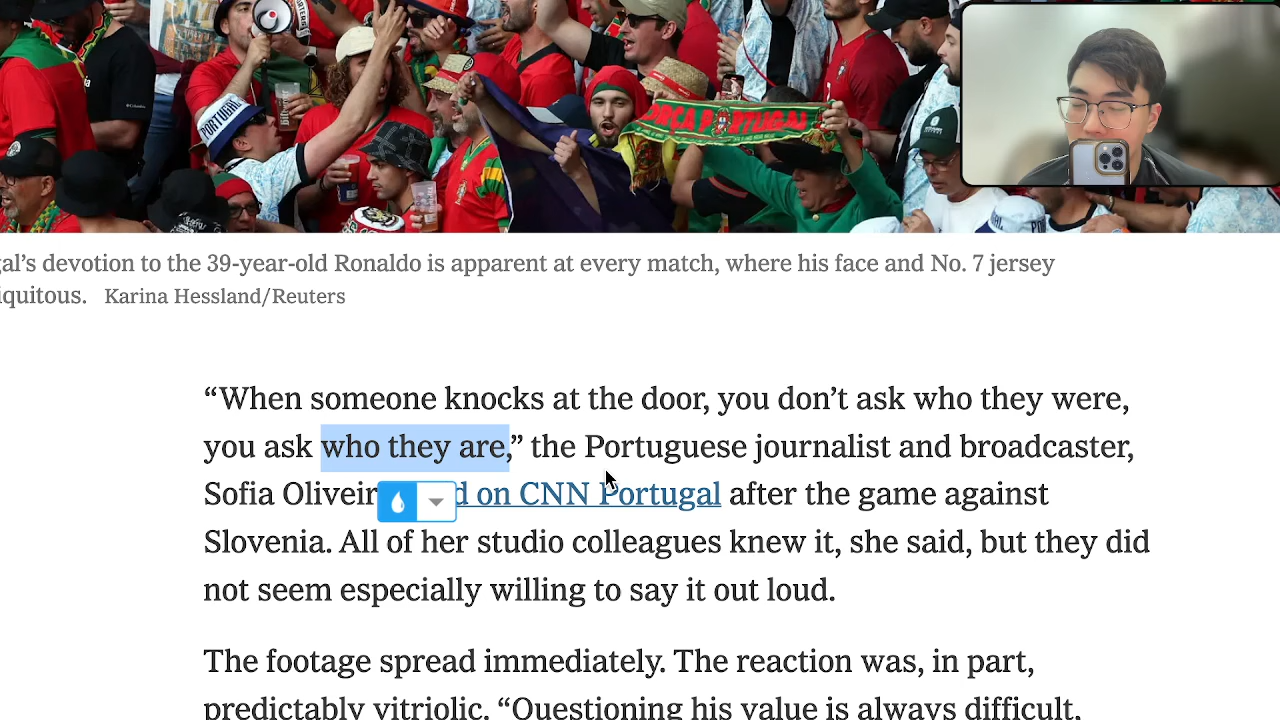 PORTUGAL
FORÇA PORTUGAL
gal’s devotion to the 39-year-old Ronaldo is apparent at every match, where his face and No. 7 jersey
iquitous. Karina Hessland/Reuters
“When someone knocks at the door, you don’t ask who they were,
you ask who they are,” the Portuguese journalist and broadcaster,
Sofia Oliveir d on CNN Portugal after the game against
Slovenia. All of her studio colleagues knew it, she said, but they did
not seem especially willing to say it out loud.
The footage spread immediately. The reaction was, in part,
predictably vitriolic. “Questioning his value is always difficult,